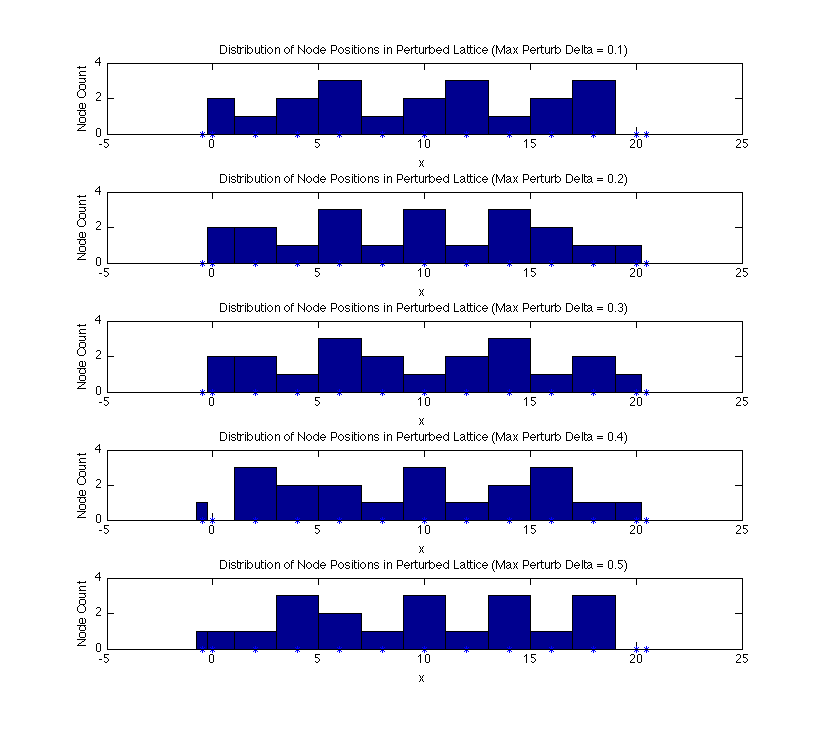 Distribution of Node Positions in Perturbed Lattice (Max Perturb Delta = 0.1)
Node Count
4
2
0
-5 0 5 10 15 20 25
x
Distribution of Node Positions in Perturbed Lattice (Max Perturb Delta = 0.2)
Node Count
4
2
0
-5 0 5 10 15 20 25
x
Distribution of Node Positions in Perturbed Lattice (Max Perturb Delta = 0.3)
Node Count
4
2
0
-5 0 5 10 15 20 25
x
Distribution of Node Positions in Perturbed Lattice (Max Perturb Delta = 0.4)
Node Count
4
2
0
-5 0 5 10 15 20 25
x
Distribution of Node Positions in Perturbed Lattice (Max Perturb Delta = 0.5)
Node Count
4
2
0
-5 0 5 10 15 20 25
x